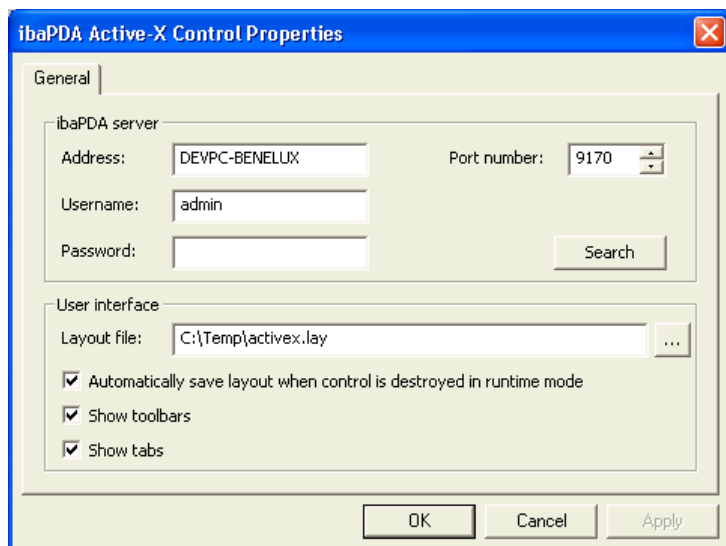 ibaPDA Active-X Control Properties
General
ibaPDA server
Address: DEVPC-BENELUX Port number: 9170
Username: admin
Password:
Search
User interface
Layout file: C:\Temp\activex.lay ...
Automatically save layout when control is destroyed in runtime mode
Show toolbars
Show tabs
OK Cancel Apply